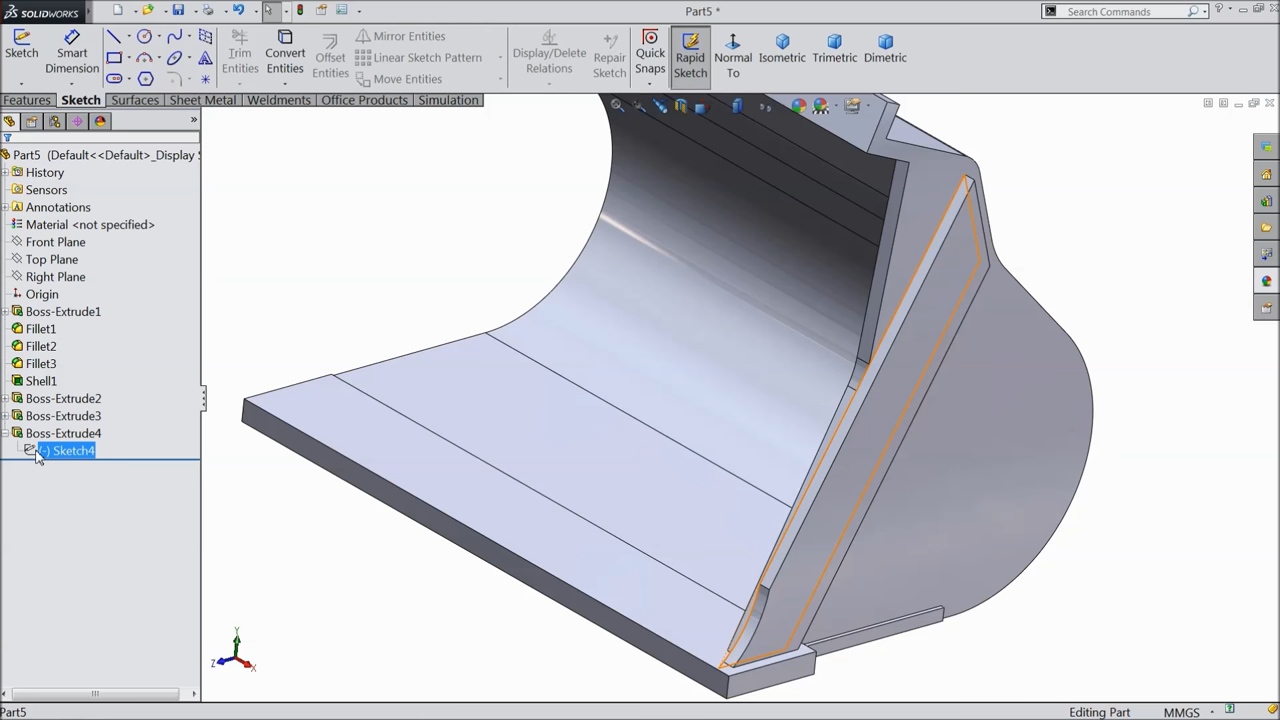 SOLIDWORKS
Part5 *
Search Commands
Sketch
Smart Dimension
Trim Entities
Convert Entities
Offset Entities
Mirror Entities
Linear Sketch Pattern
Move Entities
Display/Delete Relations
Repair Sketch
Quick Snaps
Rapid Sketch
Normal To
Isometric
Trimetric
Dimetric
Features
Sketch
Surfaces
Sheet Metal
Weldments
Office Products
Simulation
Part5 (Default<<Default>_Display S
History
Sensors
Annotations
Material <not specified>
Front Plane
Top Plane
Right Plane
Origin
Boss-Extrude1
Fillet1
Fillet2
Fillet3
Shell1
Boss-Extrude2
Boss-Extrude3
Boss-Extrude4
(-) Sketch4
Y
Z
X
Part5
Editing Part
MMGS